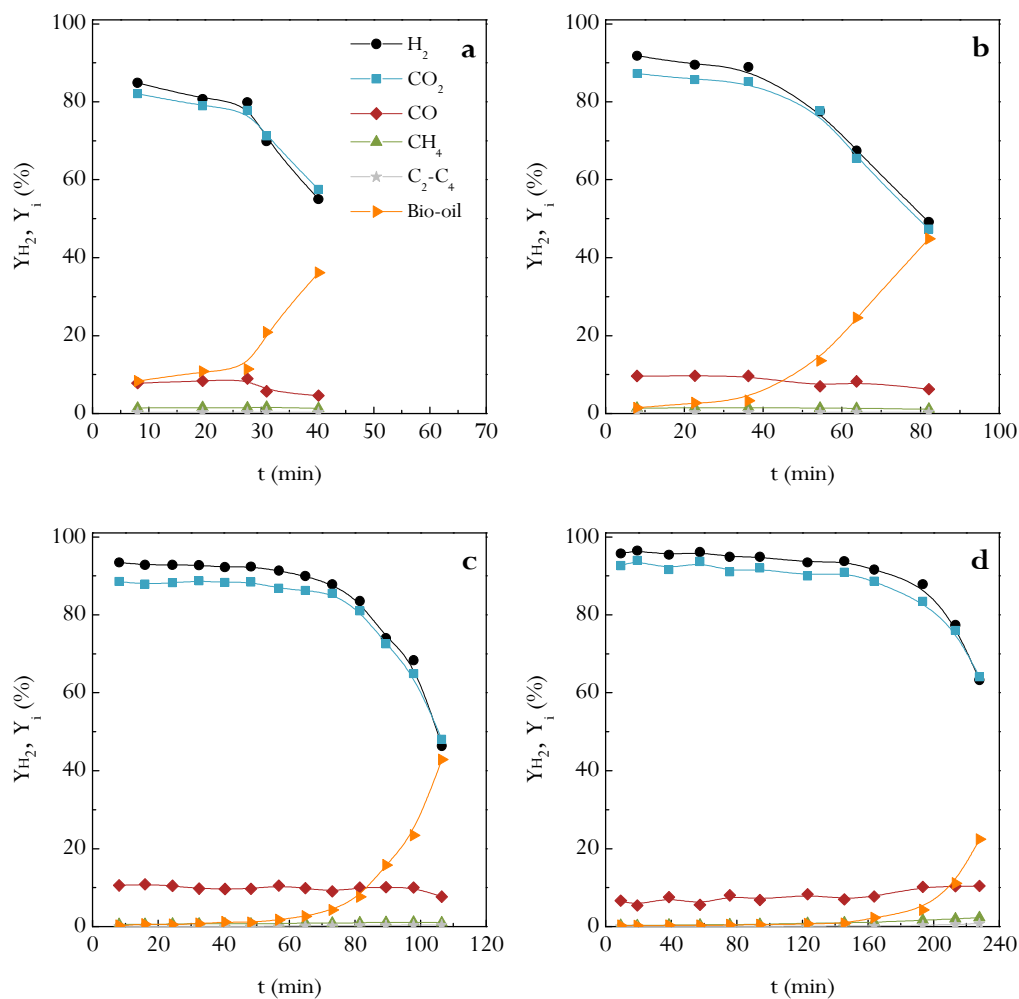 a
H2
CO2
CO
CH4
C2-C4
Bio-oil
100
80
60
40
20
0
0 10 20 30 40 50 60 70
YH2, Yi (%)
t (min)
b
100
80
60
40
20
0
0 20 40 60 80 100
YH2, Yi (%)
t (min)
c
100
80
60
40
20
0
0 20 40 60 80 100 120
YH2, Yi (%)
t (min)
d
100
80
60
40
20
0
0 40 80 120 160 200 240
YH2, Yi (%)
t (min)